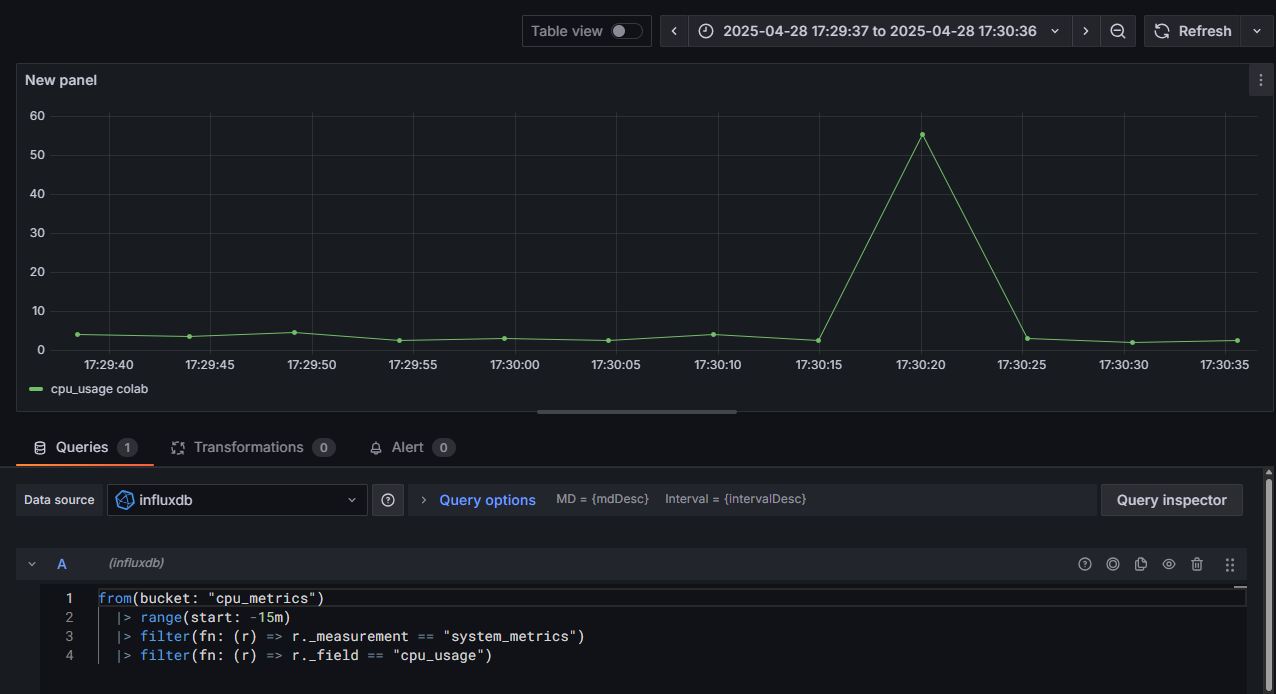 Table view
2025-04-28 17:29:37 to 2025-04-28 17:30:36
Refresh
New panel
60
50
40
30
20
10
0
17:29:40 17:29:45 17:29:50 17:29:55 17:30:00 17:30:05 17:30:10 17:30:15 17:30:20 17:30:25 17:30:30 17:30:35
cpu_usage colab
Queries 1 Transformations 0 Alert 0
Data source influxdb Query options MD = {mdDesc} Interval = {intervalDesc} Query inspector
A (influxdb)
1 from(bucket: "cpu_metrics")
2 |> range(start: -15m)
3 |> filter(fn: (r) => r._measurement == "system_metrics")
4 |> filter(fn: (r) => r._field == "cpu_usage")